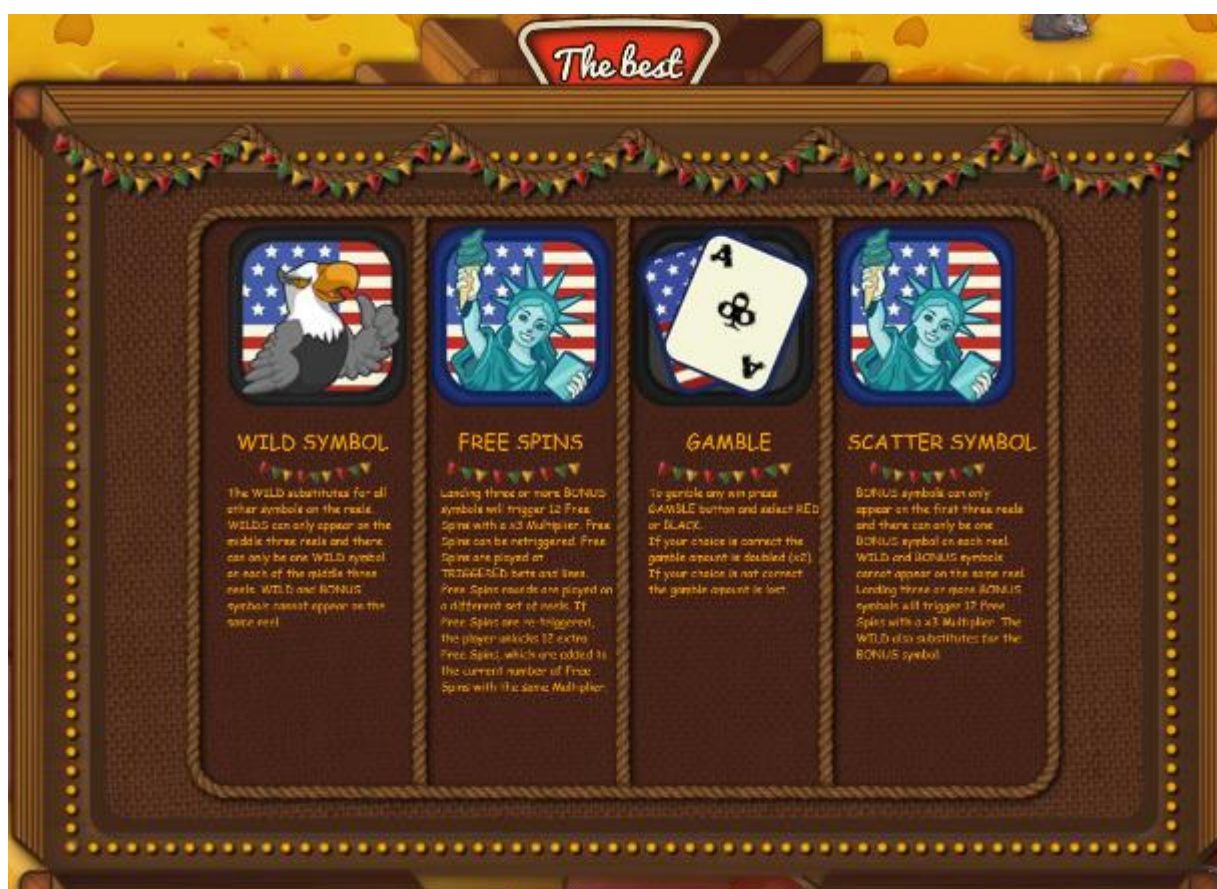 The best
WILD SYMBOL
The WILD substitutes for all
other symbols on the reels.
WILDS can only appear on the
middle three reels and there
can only be one WILD symbol
on each of the middle three
reels. WILD and BONUS
symbols cannot appear on the
same reel
FREE SPINS
Landing three or more BONUS
symbols will trigger 12 Free
Spins with a x3 Multiplier. Free
Spins can be retriggered. Free
Spins are played at
TRIGGERED bets and lines.
Free Spins rounds are played on
a different set of reels. If
Free Spins are re-triggered,
the player unlocks 12 extra
Free Spins, which are added to
the current number of Free
Spins with the same Multiplier.
A
A
GAMBLE
To gamble any win press
GAMBLE button and select RED
or BLACK.
If your choice is correct the
gamble amount is doubled (x2).
If your choice is not correct
the gamble amount is lost.
SCATTER SYMBOL
BONUS symbols can only
appear on the first three reels
and there can only be one
BONUS symbol on each reel.
WILD and BONUS symbols
cannot appear on the same reel.
Landing three or more BONUS
symbols will trigger 12 Free
Spins with a x3 Multiplier. The
WILD also substitutes for the
BONUS symbol.